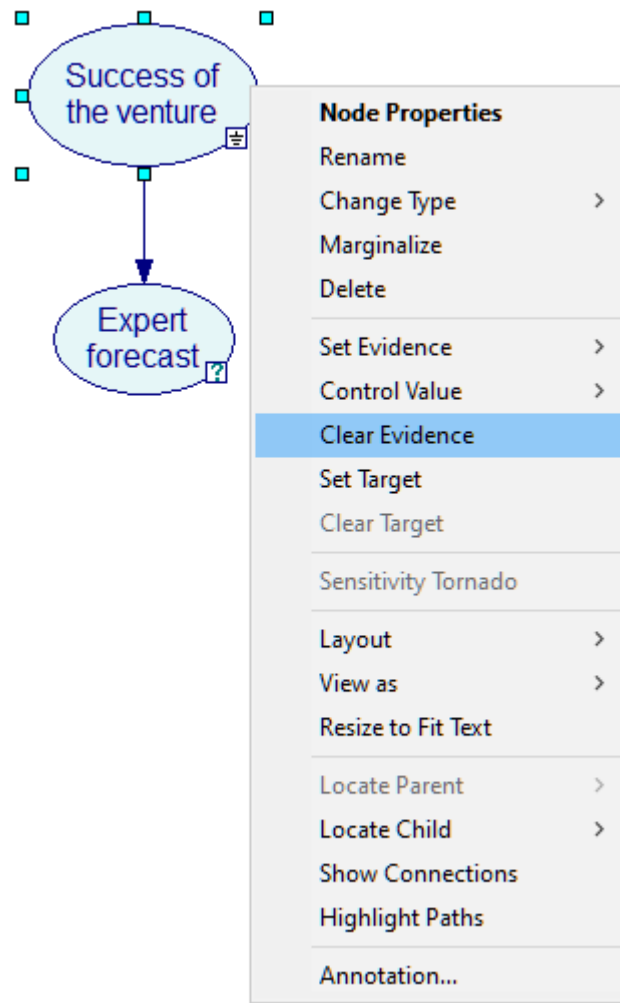 Success of
the venture
Expert
forecast
?
Node Properties
Rename
Change Type
Marginalize
Delete
Set Evidence
Control Value
Clear Evidence
Set Target
Clear Target
Sensitivity Tornado
Layout
View as
Resize to Fit Text
Locate Parent
Locate Child
Show Connections
Highlight Paths
Annotation...